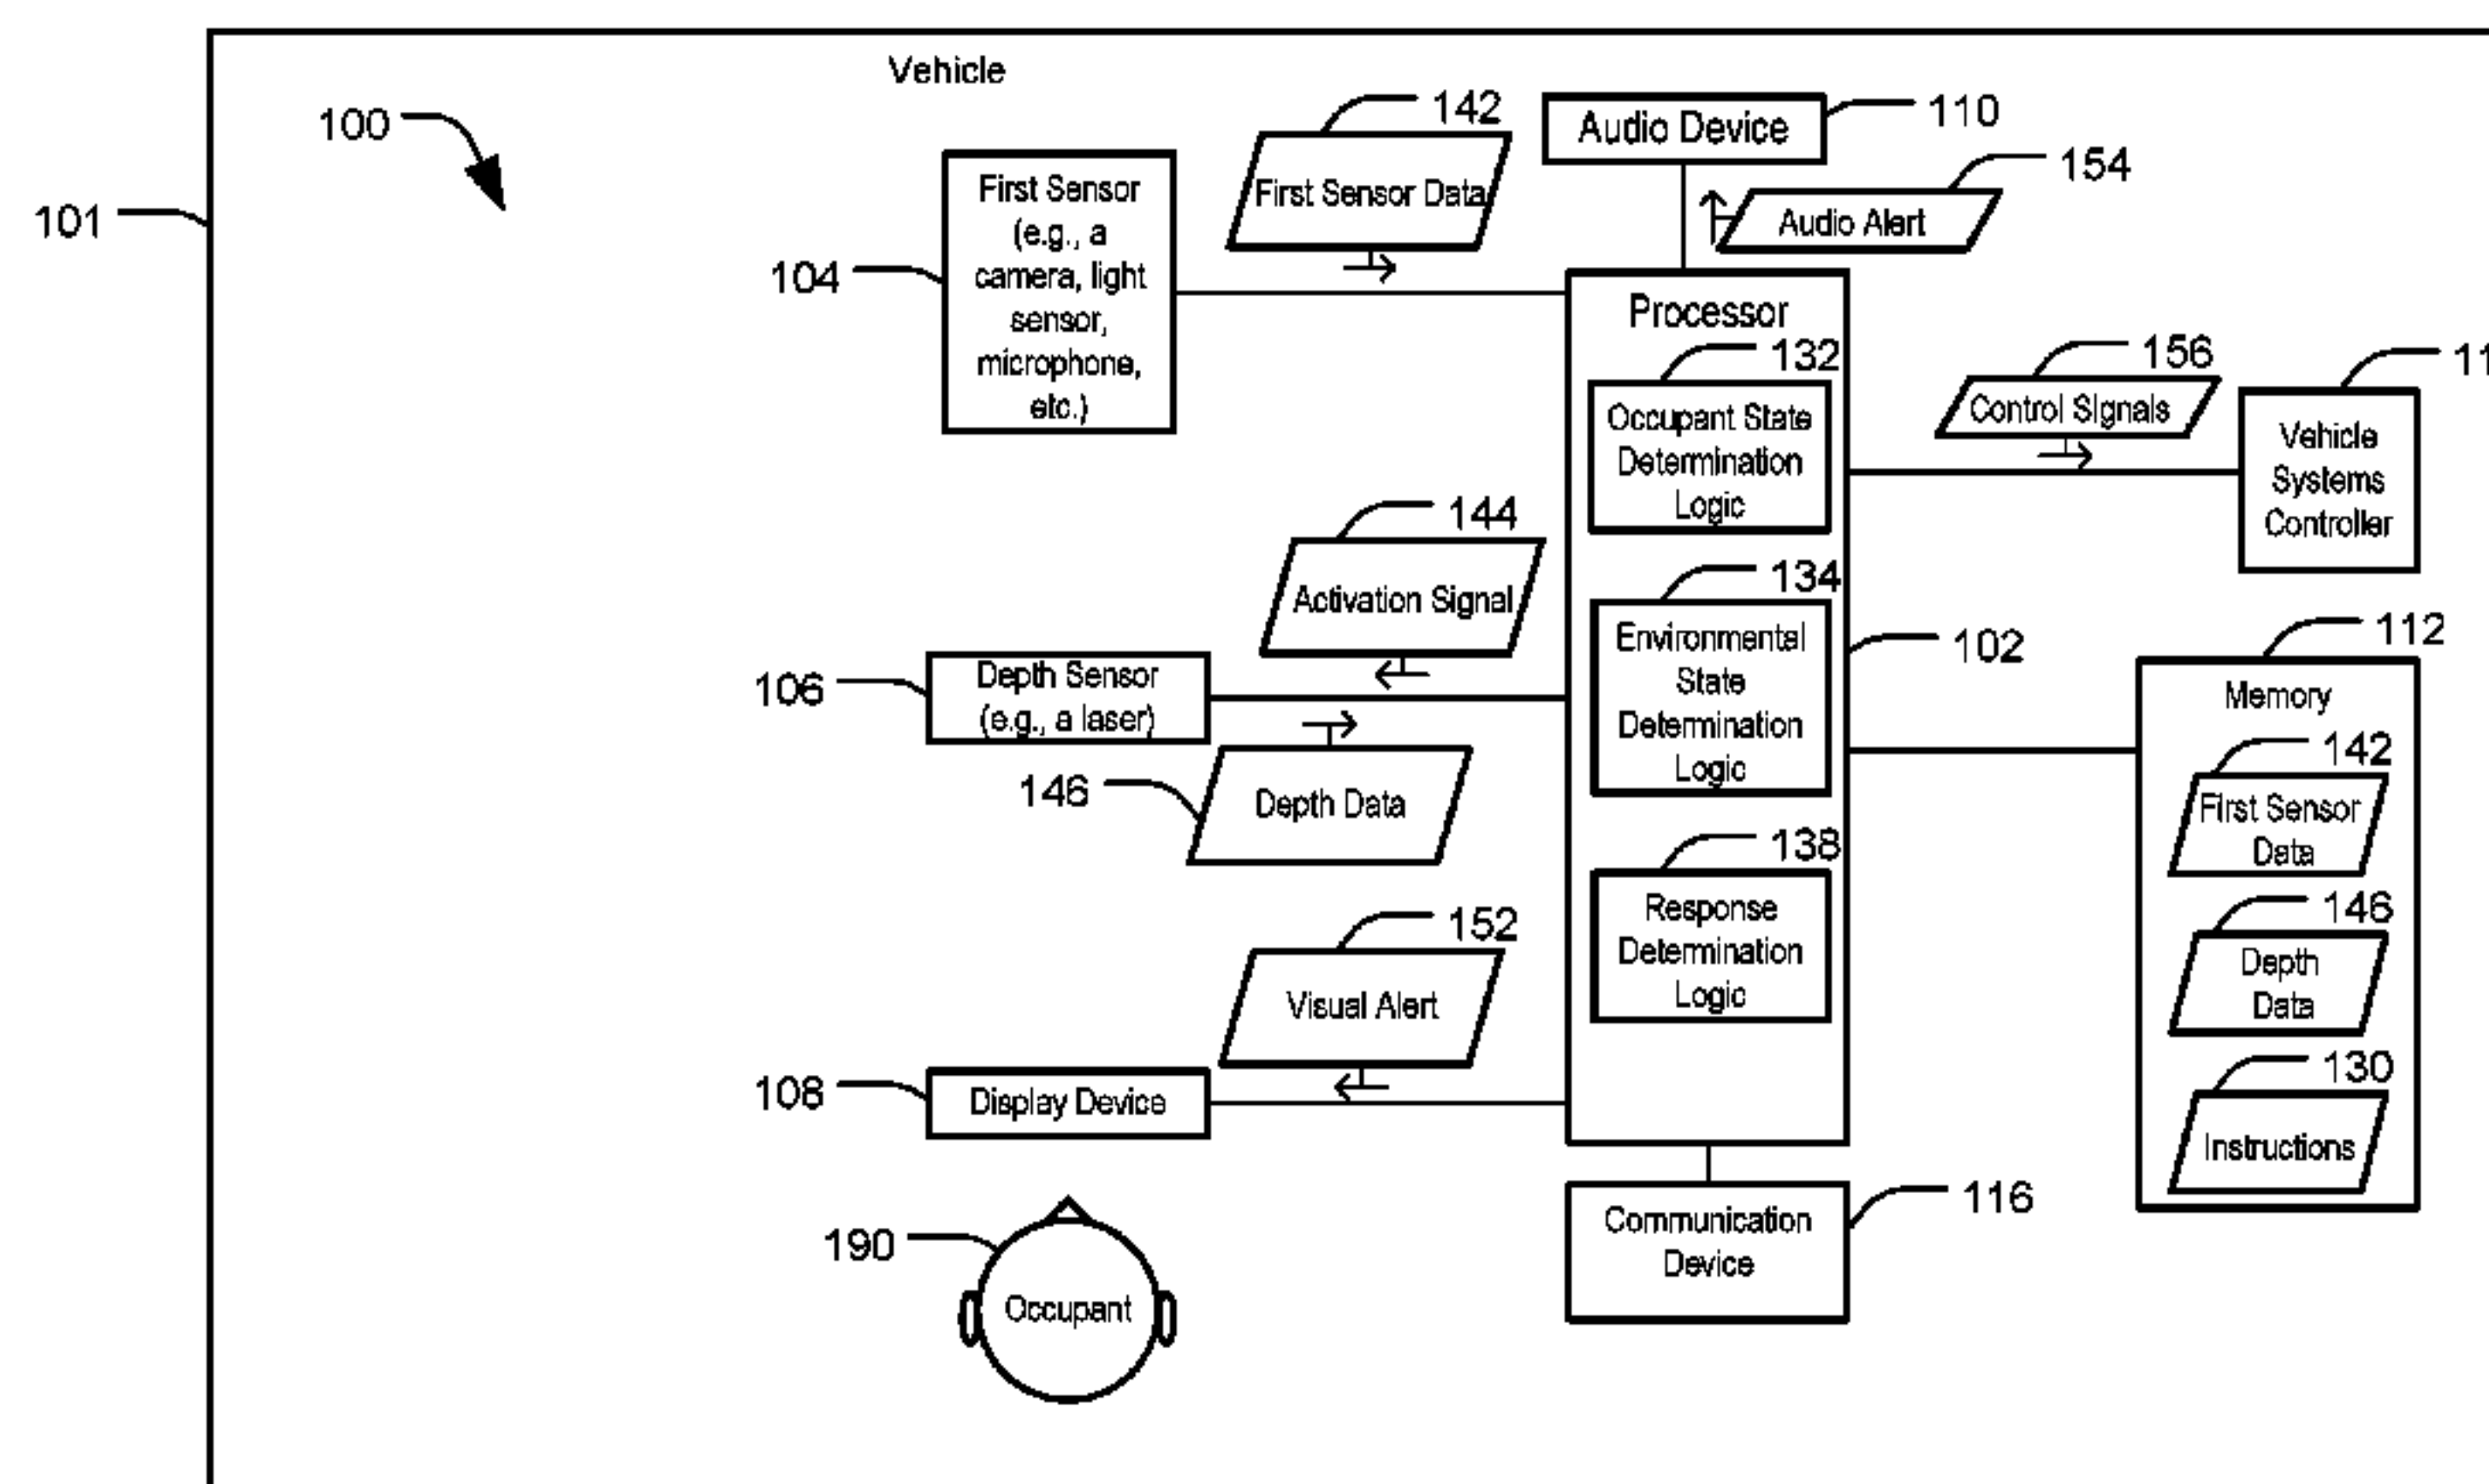 Vehicle
100
101
104
First Sensor
(e.g., a
camera, light
sensor,
microphone,
etc.)
142
First Sensor Data
110
Audio Device
154
Audio Alert
Processor
132
Occupant State
Determination
Logic
134
Environmental
State
Determination
Logic
138
Response
Determination
Logic
102
156
Control Signals
Vehicle
Systems
Controller
144
Activation Signal
106
Depth Sensor
(e.g., a laser)
146
Depth Data
152
Visual Alert
108
Display Device
190
Occupant
116
Communication
Device
112
Memory
142
First Sensor
Data
146
Depth
Data
130
Instructions